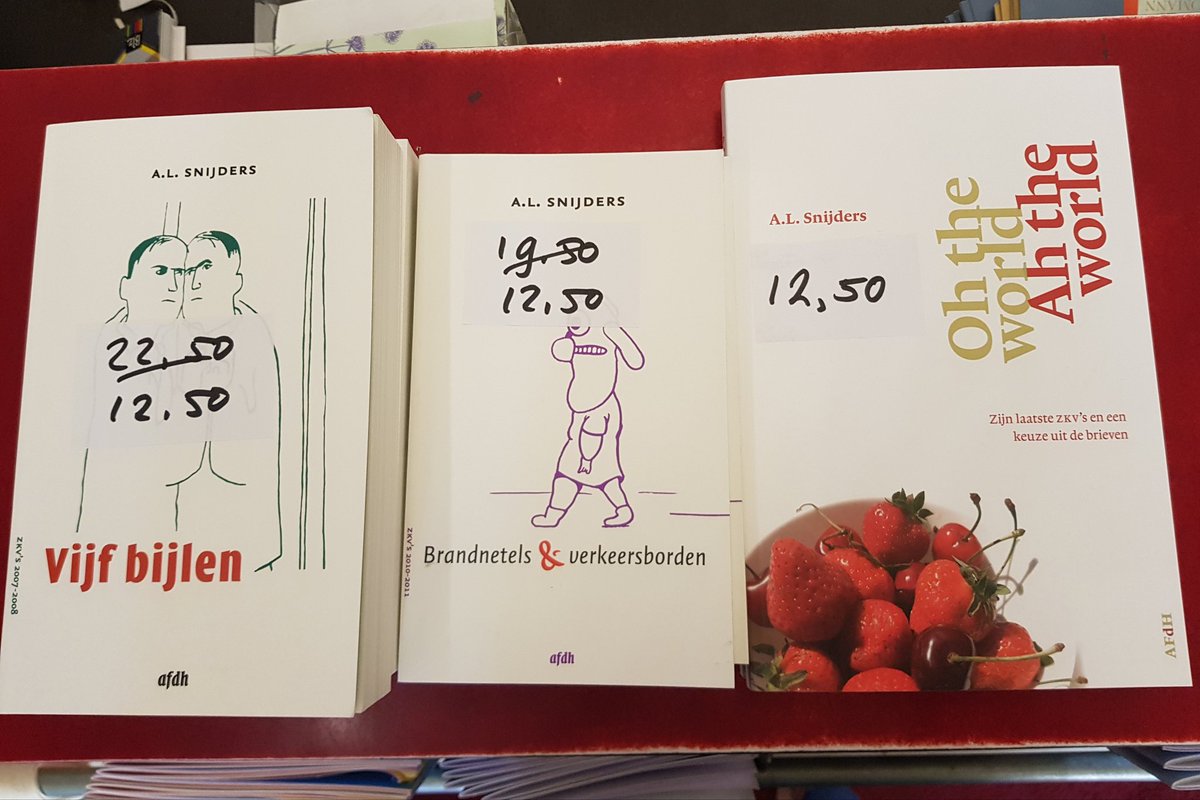 A.L. SNIJDERS
22.50
12.50
ZKV'S 2007-2008
Vijf bijlen
afdh
A.L. SNIJDERS
19.50
12.50
ZKV'S 2010-2011
Brandnetels & verkeersborden
afdh
A.L. Snijders
12,50
Oh the
world
Ah the
world
Zijn laatste ZKV's en een
keuze uit de brieven
AFdH